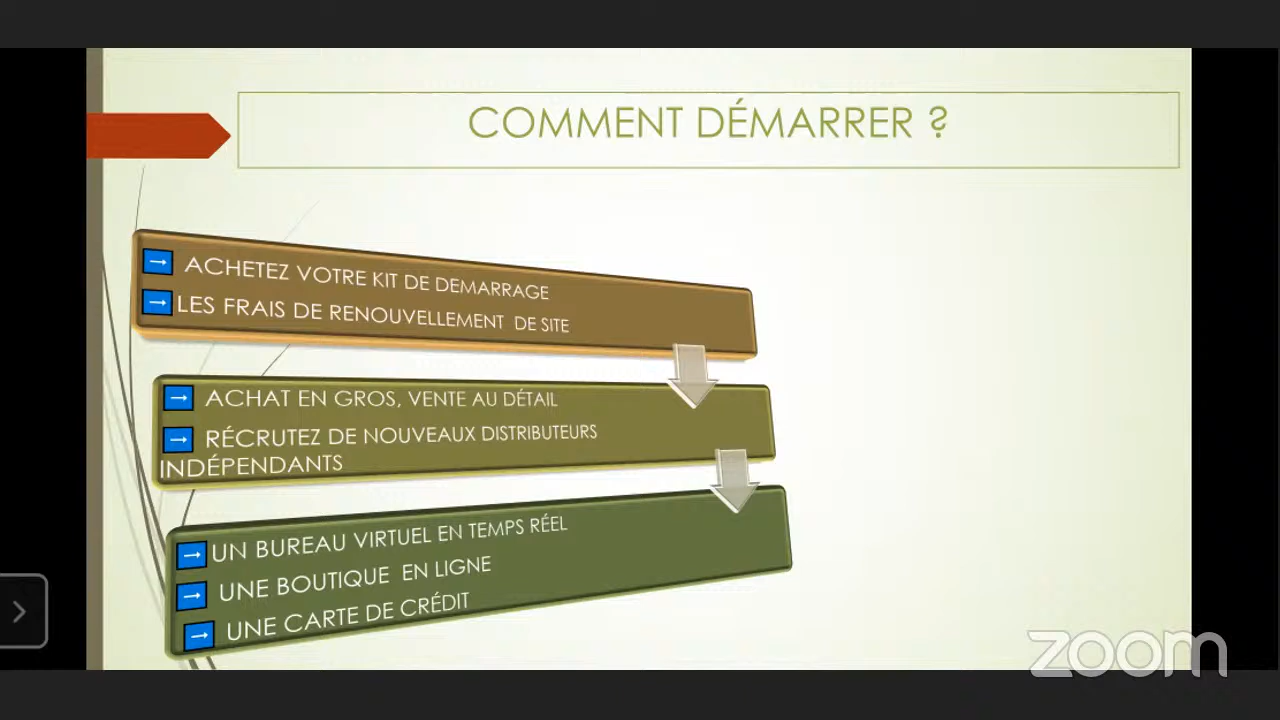 COMMENT DÉMARRER ?
→ ACHETEZ VOTRE KIT DE DEMARRAGE
→ LES FRAIS DE RENOUVELLEMENT DE SITE
→ ACHAT EN GROS, VENTE AU DÉTAIL
→ RÉCRUTEZ DE NOUVEAUX DISTRIBUTEURS
INDÉPENDANTS
→ UN BUREAU VIRTUEL EN TEMPS RÉEL
→ UNE BOUTIQUE EN LIGNE
→ UNE CARTE DE CRÉDIT
zoom